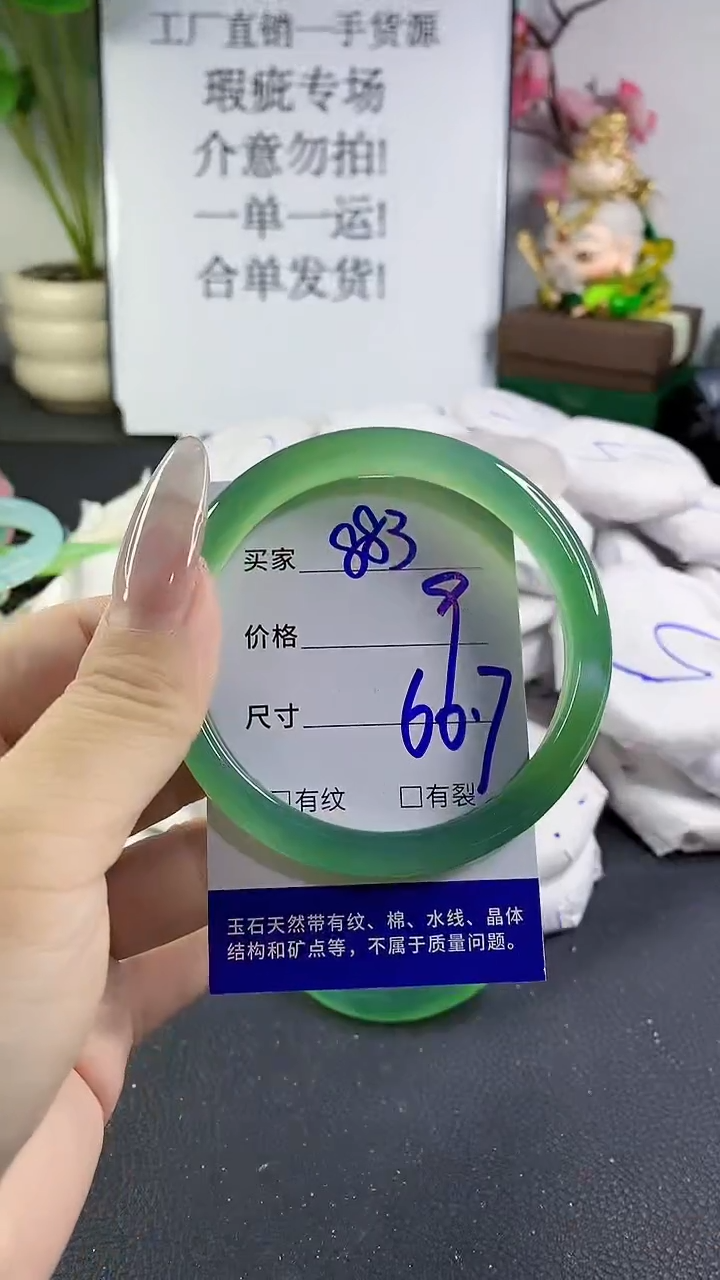 工厂直销一手货源
瑕疵专场
介意勿拍!
一单一运!
合单发货!
买家 883
价格
尺寸 60.7
□有纹 □有裂
玉石天然带有纹、棉、水线、晶体
结构和矿点等，不属于质量问题。